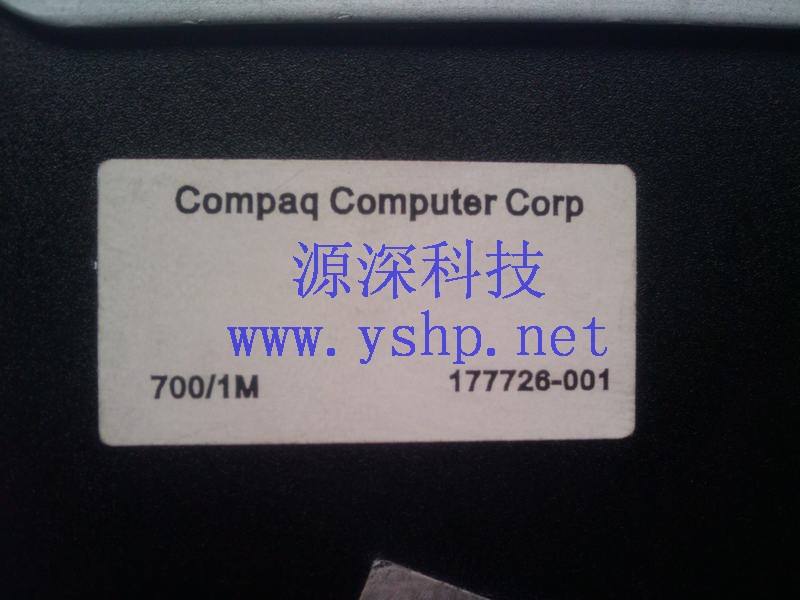 Compaq Computer Corp
源深科技
www.yshp.net
700/1M 177726-001